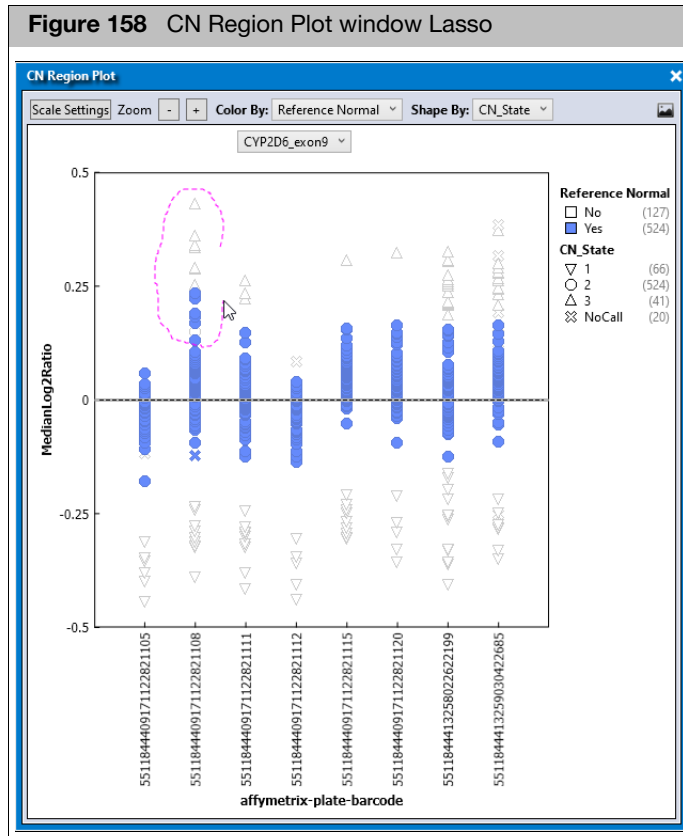 Figure 158 CN Region Plot window Lasso
CN Region Plot
Scale Settings Zoom - + Color By: Reference Normal Shape By: CN_State
CYP2D6_exon9
0.5
0.25
0
-0.25
-0.5
MedianLog2Ratio
Reference Normal
No (127)
Yes (524)
CN_State
1 (66)
2 (524)
3 (41)
NoCall (20)
5511844409171122821105
5511844409171122821108
5511844409171122821111
5511844409171122821112
5511844409171122821115
5511844409171122821120
5511844413258022622199
5511844413259030422685
affymetrix-plate-barcode